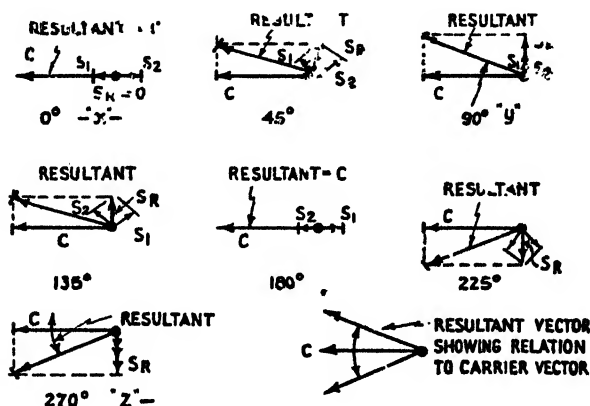 RESULTANT
C S1 S2
SR=0
0° "X"
RESUL T
S1 SR
S2
C
45°
RESULTANT
S1
C
90° "Y"
RESULTANT
S2 SR
C S1
135°
RESULTANT=C
S2 S1
C
180°
RESULTANT
C
SR
225°
C RESULTANT
SR
270° "Z"
RESULTANT VECTOR
C SHOWING RELATION
TO CARRIER VECTOR